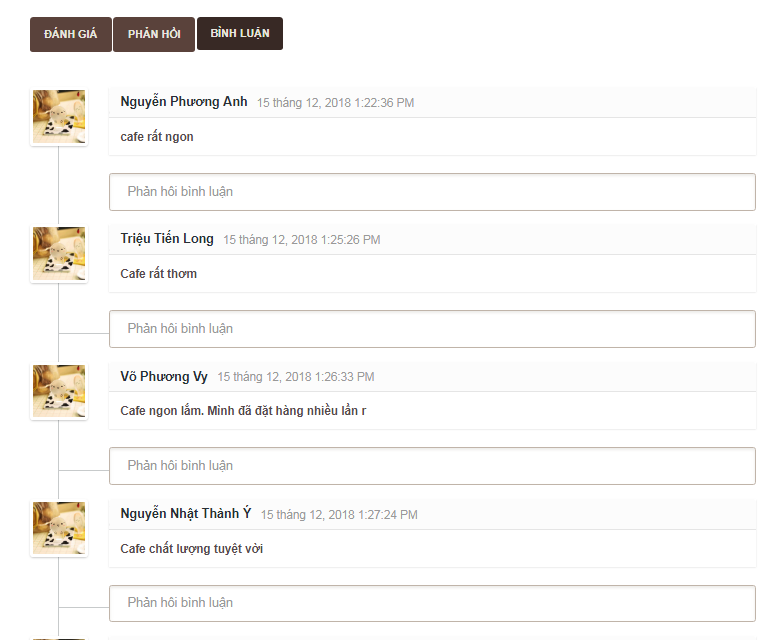 ĐÁNH GIÁ PHẢN HỒI BÌNH LUẬN
Nguyễn Phương Anh 15 tháng 12, 2018 1:22:36 PM
cafe rất ngon
Phản hồi bình luận
Triệu Tiến Long 15 tháng 12, 2018 1:25:26 PM
Cafe rất thơm
Phản hồi bình luận
Võ Phương Vy 15 tháng 12, 2018 1:26:33 PM
Cafe ngon lắm. Mình đã đặt hàng nhiều lần r
Phản hồi bình luận
Nguyễn Nhật Thảnh Ý 15 tháng 12, 2018 1:27:24 PM
Cafe chất lượng tuyệt vời
Phản hồi bình luận